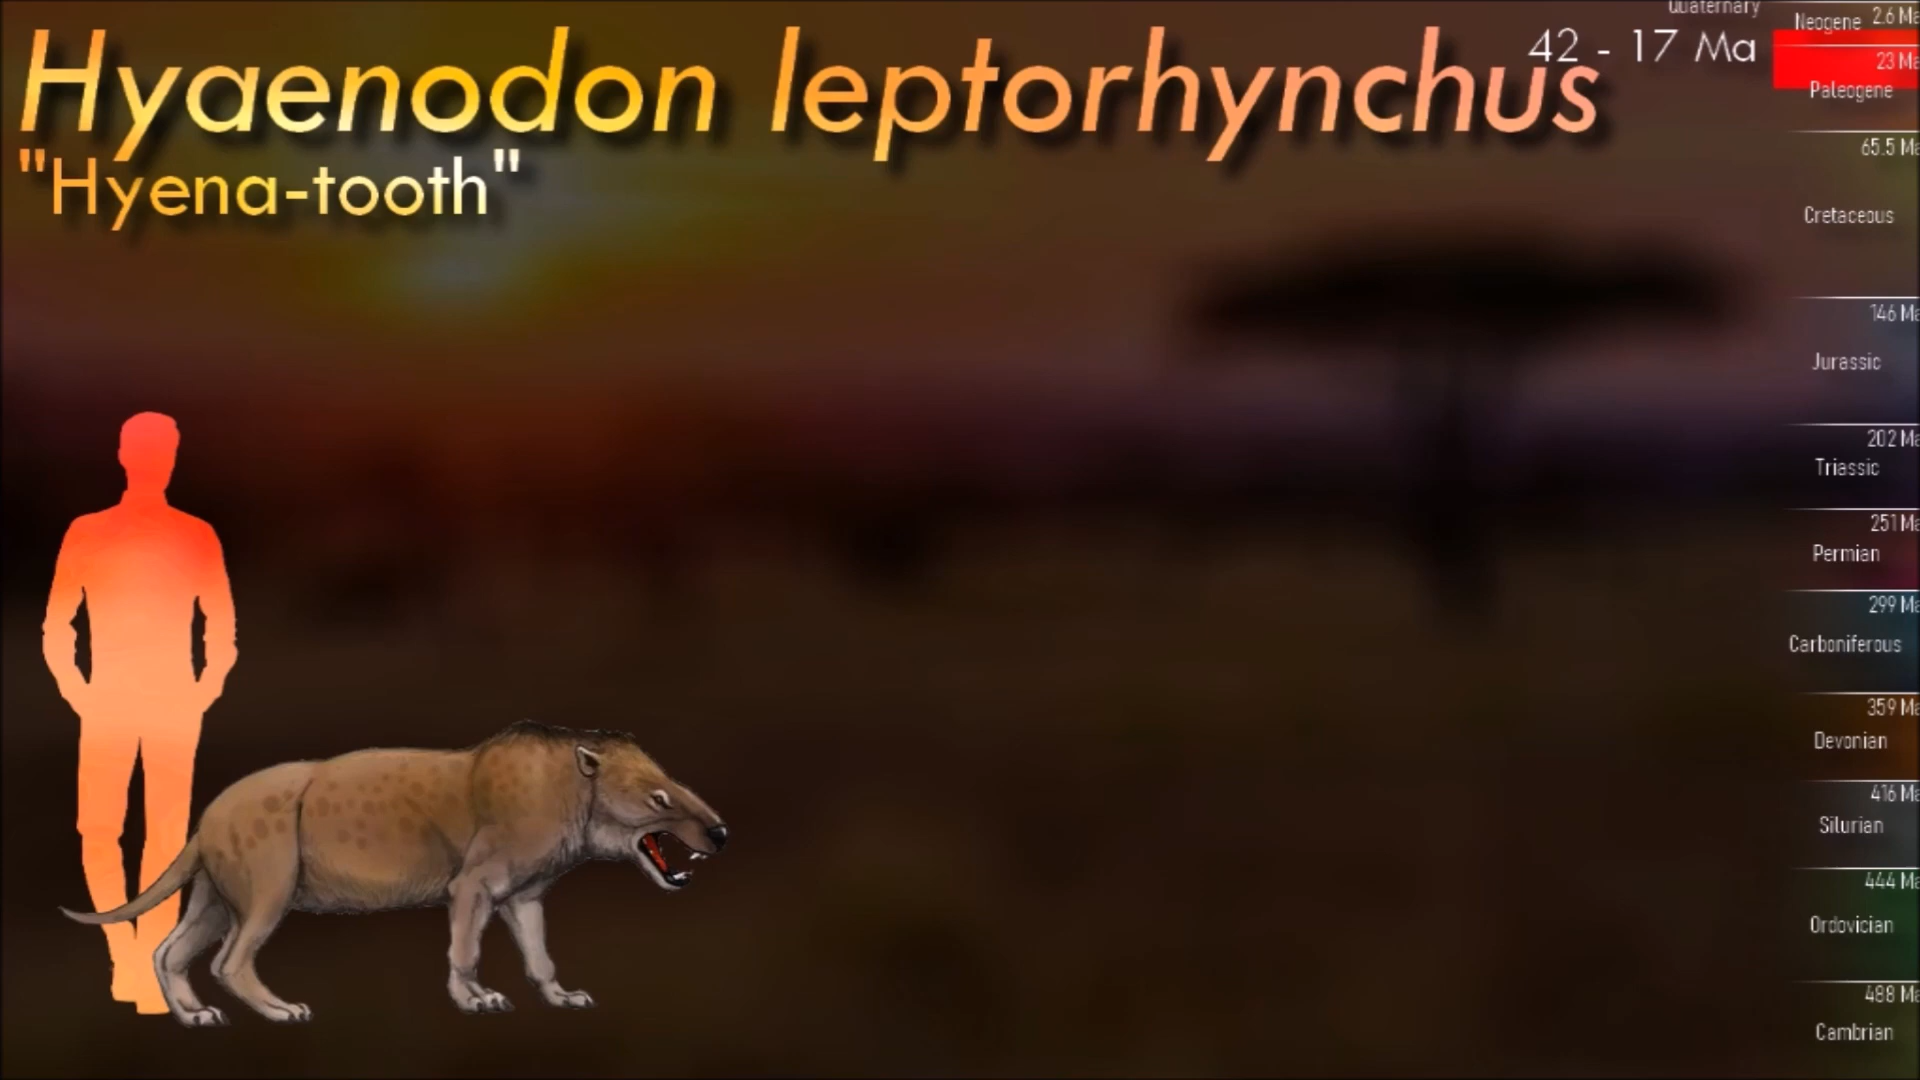 Hyaenodon leptorhynchus
"Hyena-tooth"
42 - 17 Ma
Quaternary
2.6 Ma
Neogene
23 Ma
Paleogene
65.5 Ma
Cretaceous
146 Ma
Jurassic
202 Ma
Triassic
251 Ma
Permian
299 Ma
Carboniferous
359 Ma
Devonian
416 Ma
Silurian
444 Ma
Ordovician
488 Ma
Cambrian